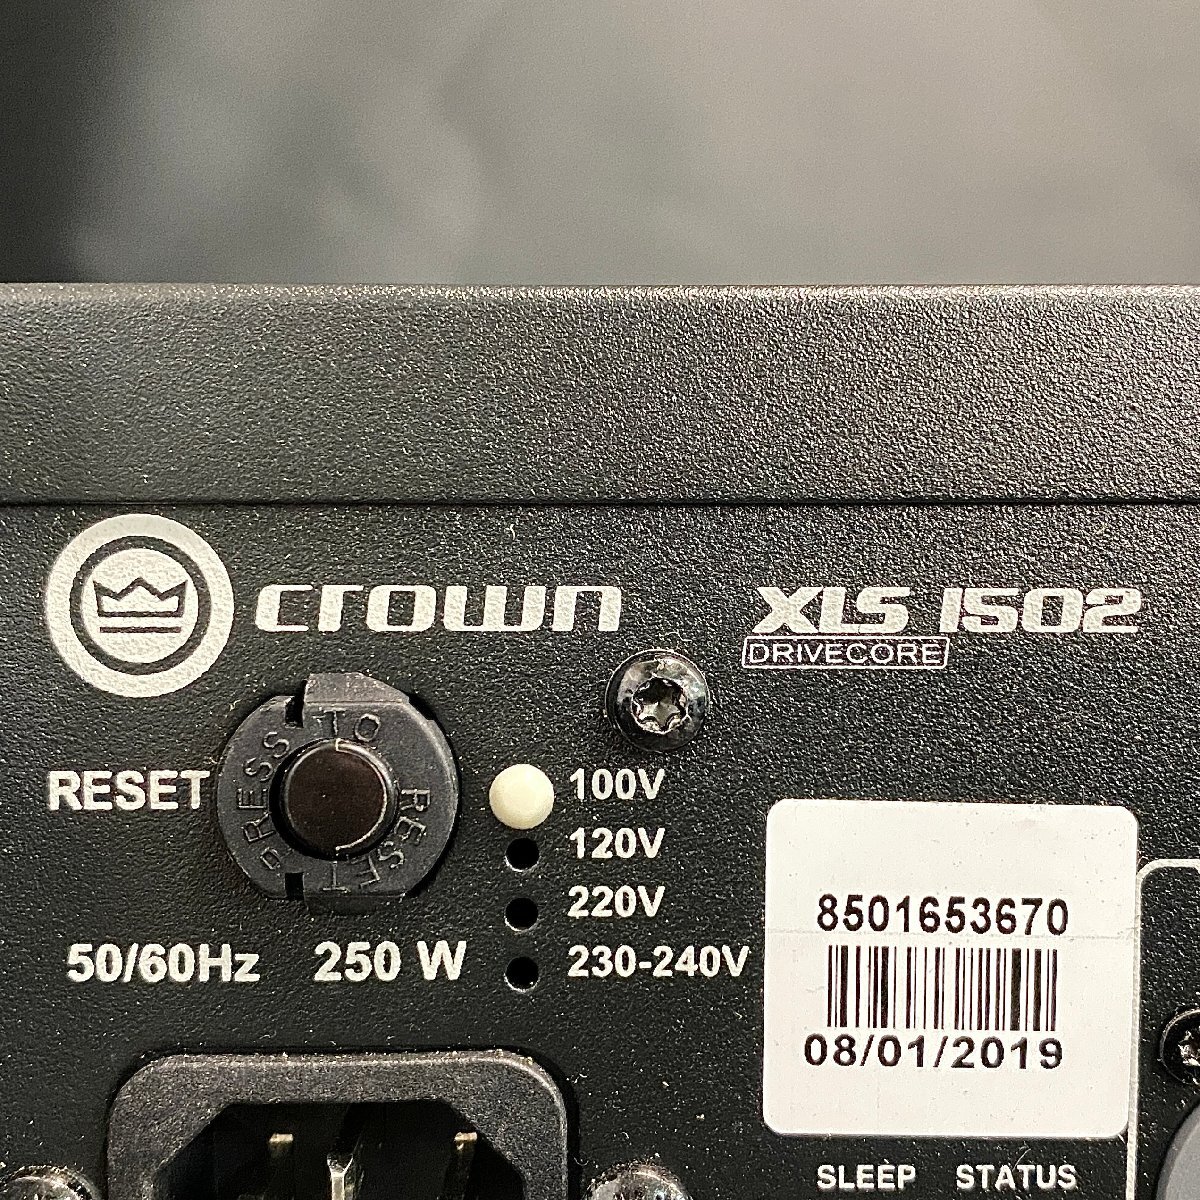 crown
XLS 1502
DRIVECORE
PRESS TO RESET
RESET
100V
120V
220V
230-240V
50/60Hz 250 W
8501653670
08/01/2019
SLEEP STATUS